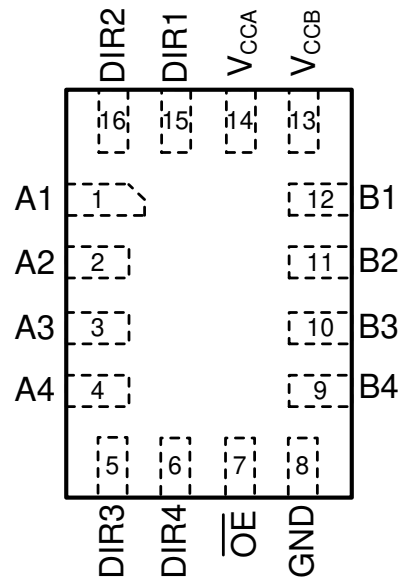 DIR2 DIR1 VCCA VCCB
16 15 14 13
A1 1 12 B1
A2 2 11 B2
A3 3 10 B3
A4 4 9 B4
5 6 7 8
DIR3 DIR4 O̅E̅ GND